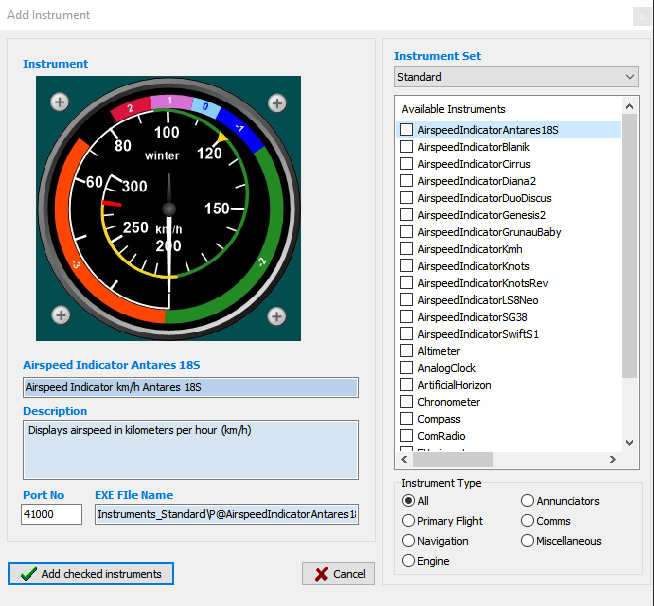 Add Instrument
Instrument
2
1
0
-1
100
80
120
winter
60
300
150
250
km/h
200
-3
-2
Airspeed Indicator Antares 18S
Airspeed Indicator km/h Antares 18S
Description
Displays airspeed in kilometers per hour (km/h)
Port No
EXE FIle Name
41000
Instruments_Standard\P@AirspeedIndicatorAntares18
Add checked instruments
Cancel
Instrument Set
Standard
Available Instruments
AirspeedIndicatorAntares18S
AirspeedIndicatorBlanik
AirspeedIndicatorCirrus
AirspeedIndicatorDiana2
AirspeedIndicatorDuoDiscus
AirspeedIndicatorGenesis2
AirspeedIndicatorGrunauBaby
AirspeedIndicatorKmh
AirspeedIndicatorKnots
AirspeedIndicatorKnotsRev
AirspeedIndicatorLS8Neo
AirspeedIndicatorSG38
AirspeedIndicatorSwiftS1
Altimeter
AnalogClock
ArtificialHorizon
Chronometer
Compass
ComRadio
Instrument Type
All
Annunciators
Primary Flight
Comms
Navigation
Miscellaneous
Engine